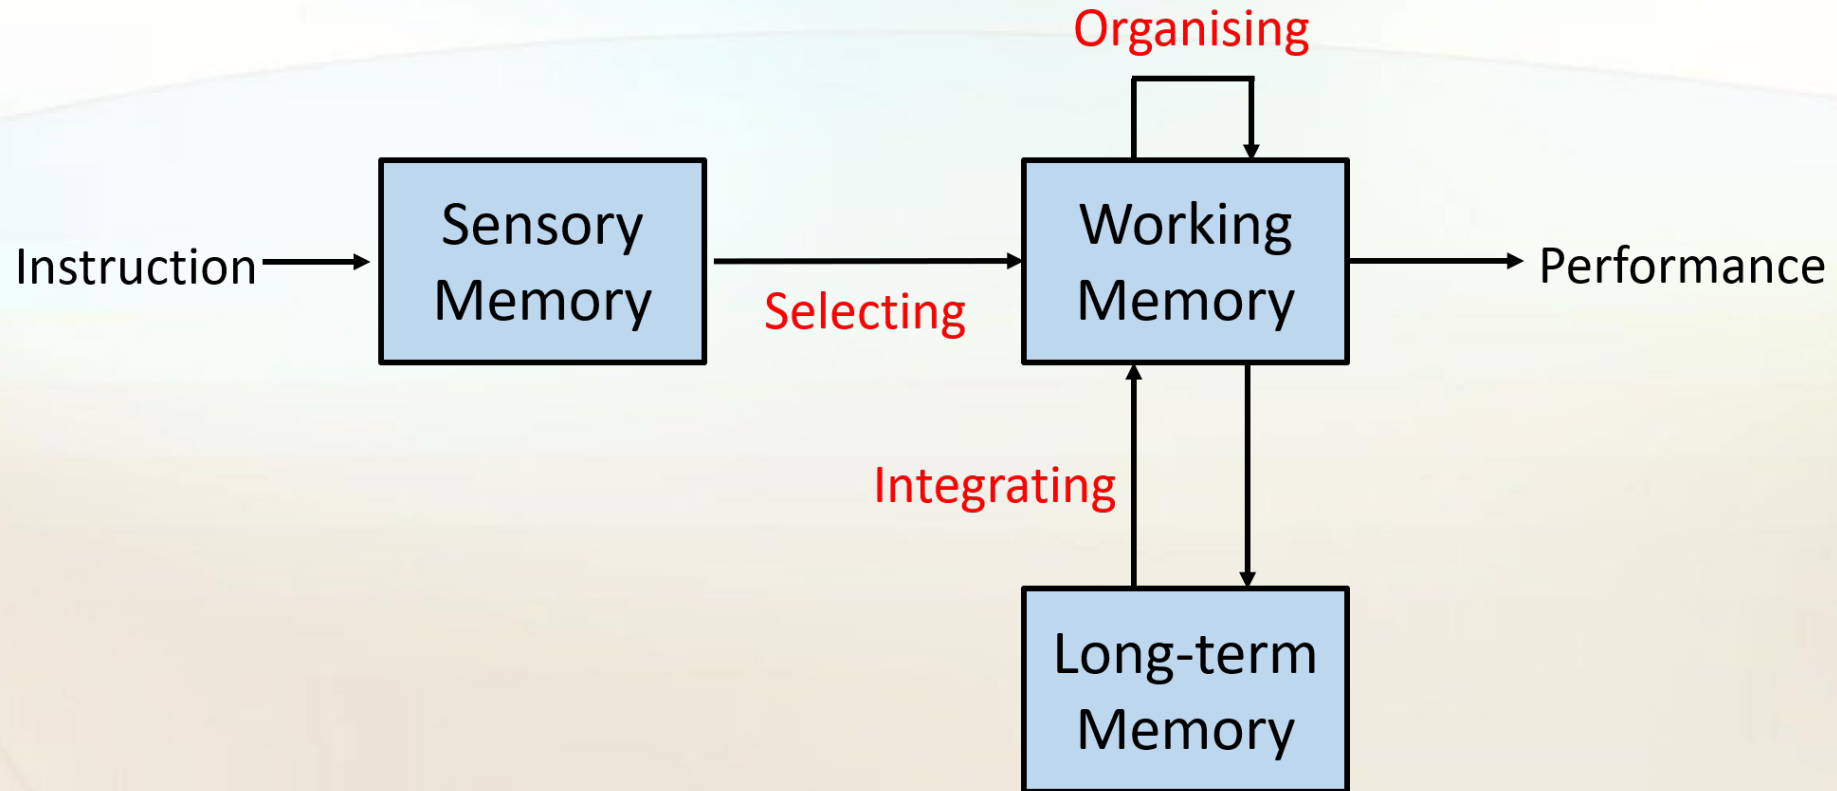 Organising
Instruction
Sensory
Memory
Selecting
Working
Memory
Performance
Integrating
Long-term
Memory